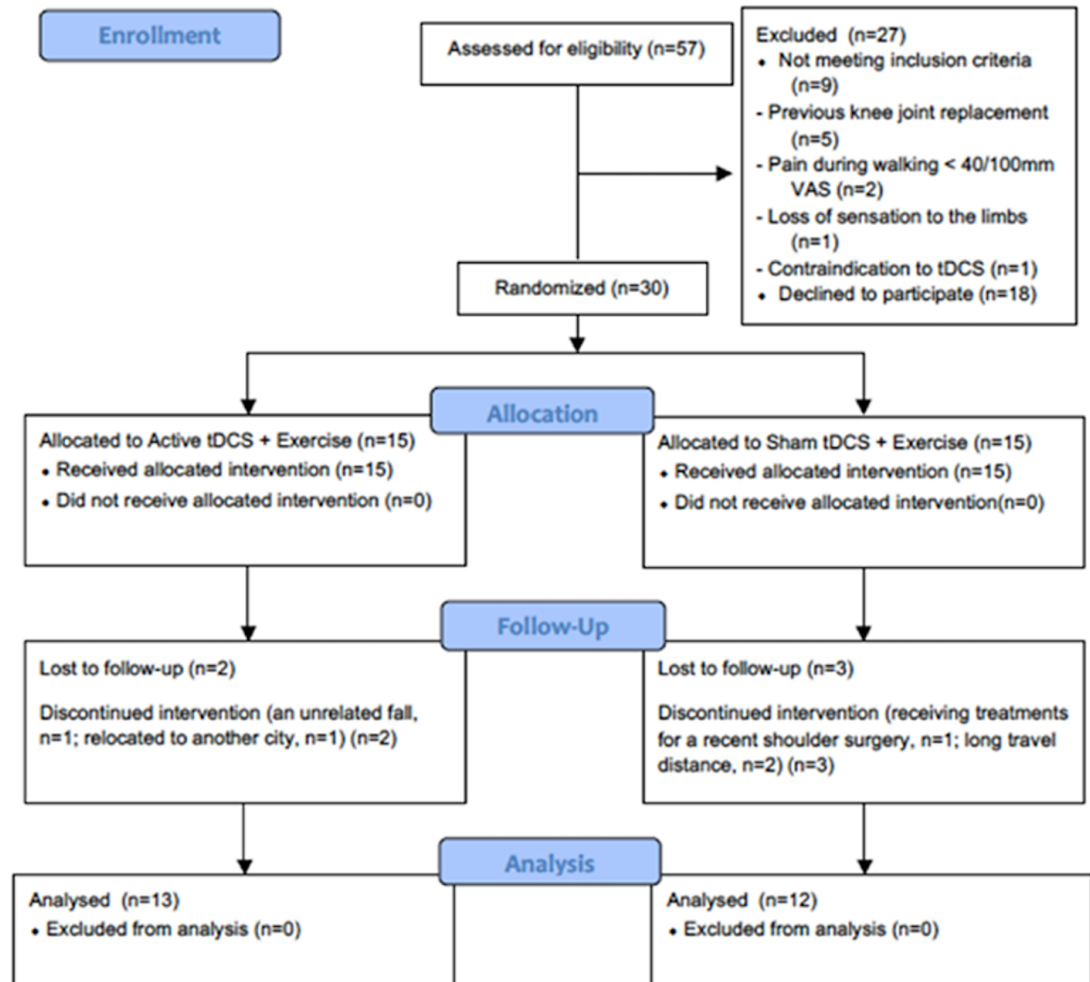 Enrollment
Assessed for eligibility (n=57)
Excluded (n=27)
• Not meeting inclusion criteria
(n=9)
- Previous knee joint replacement
(n=5)
- Pain during walking < 40/100mm
VAS (n=2)
- Loss of sensation to the limbs
(n=1)
- Contraindication to tDCS (n=1)
• Declined to participate (n=18)
Randomized (n=30)
Allocation
Allocated to Active tDCS + Exercise (n=15)
• Received allocated intervention (n=15)
• Did not receive allocated intervention (n=0)
Allocated to Sham tDCS + Exercise (n=15)
• Received allocated intervention (n=15)
• Did not receive allocated intervention(n=0)
Follow-Up
Lost to follow-up (n=2)
Discontinued intervention (an unrelated fall,
n=1; relocated to another city, n=1) (n=2)
Lost to follow-up (n=3)
Discontinued intervention (receiving treatments
for a recent shoulder surgery, n=1; long travel
distance, n=2) (n=3)
Analysis
Analysed (n=13)
• Excluded from analysis (n=0)
Analysed (n=12)
• Excluded from analysis (n=0)